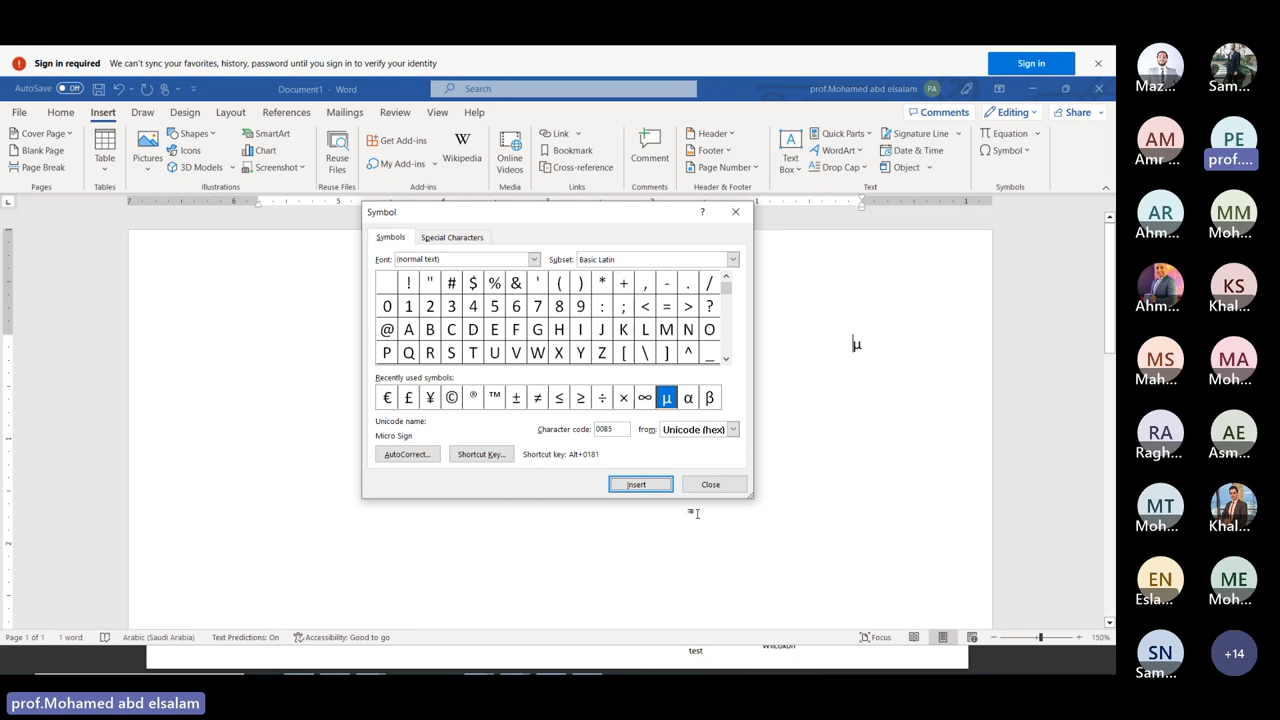 Sign in required We can't sync your favorites, history, password until you sign in to verify your identity Sign in
AutoSave Off Document1 - Word Search prof.Mohamed abd elsalam PA
File Home Insert Draw Design Layout References Mailings Review View Help Comments Editing Share
Cover Page
Blank Page
Page Break
Pages
Table
Tables
Pictures
Shapes
Icons
3D Models
SmartArt
Chart
Screenshot
Illustrations
Reuse
Files
Reuse Files
Get Add-ins
My Add-ins
Wikipedia
Add-ins
Online
Videos
Media
Link
Bookmark
Cross-reference
Links
Comment
Comments
Header
Footer
Page Number
Header & Footer
Text
Box
Quick Parts
WordArt
Drop Cap
Signature Line
Date & Time
Object
Text
Equation
Symbol
Symbols
7 6 1 1
Symbol ?
Symbols Special Characters
Font: (normal text) Subset: Basic Latin
! " # $ % & ' ( ) * + , - . /
0 1 2 3 4 5 6 7 8 9 : ; < = > ?
@ A B C D E F G H I J K L M N O
P Q R S T U V W X Y Z [ \ ] ^ _
Recently used symbols:
€ £ ¥ © ® ™ ± ≠ ≤ ≥ ÷ × ∞ µ α β
Unicode name:
Micro Sign
Character code: 00B5 from: Unicode (hex)
AutoCorrect... Shortcut Key... Shortcut key: Alt+0181
Insert Close
µ
Page 1 of 1 1 word Arabic (Saudi Arabia) Text Predictions: On Accessibility: Good to go Focus 150%
test Wilcoxon
prof.Mohamed abd elsalam
Maz...
Sam...
AM
Amr ...
PE
prof....
AR
Ahm...
MM
Moh...
Ahm...
KS
Khal...
MS
Mah...
MA
Moh...
RA
Ragh...
AE
Asm...
MT
Moh...
Khal...
EN
Esla...
ME
Moh...
SN
Sam...
+14